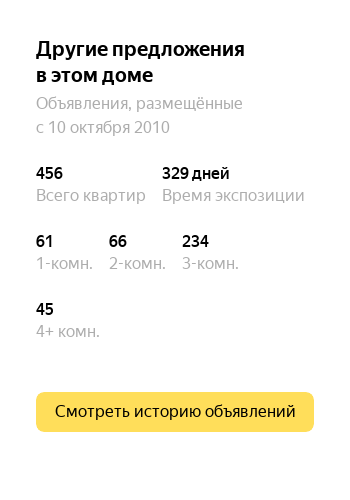 Другие предложения
в этом доме
Объявления, размещённые
с 10 октября 2010
456 329 дней
Всего квартир Время экспозиции
61 66 234
1-комн. 2-комн. 3-комн.
45
4+ комн.
Смотреть историю объявлений